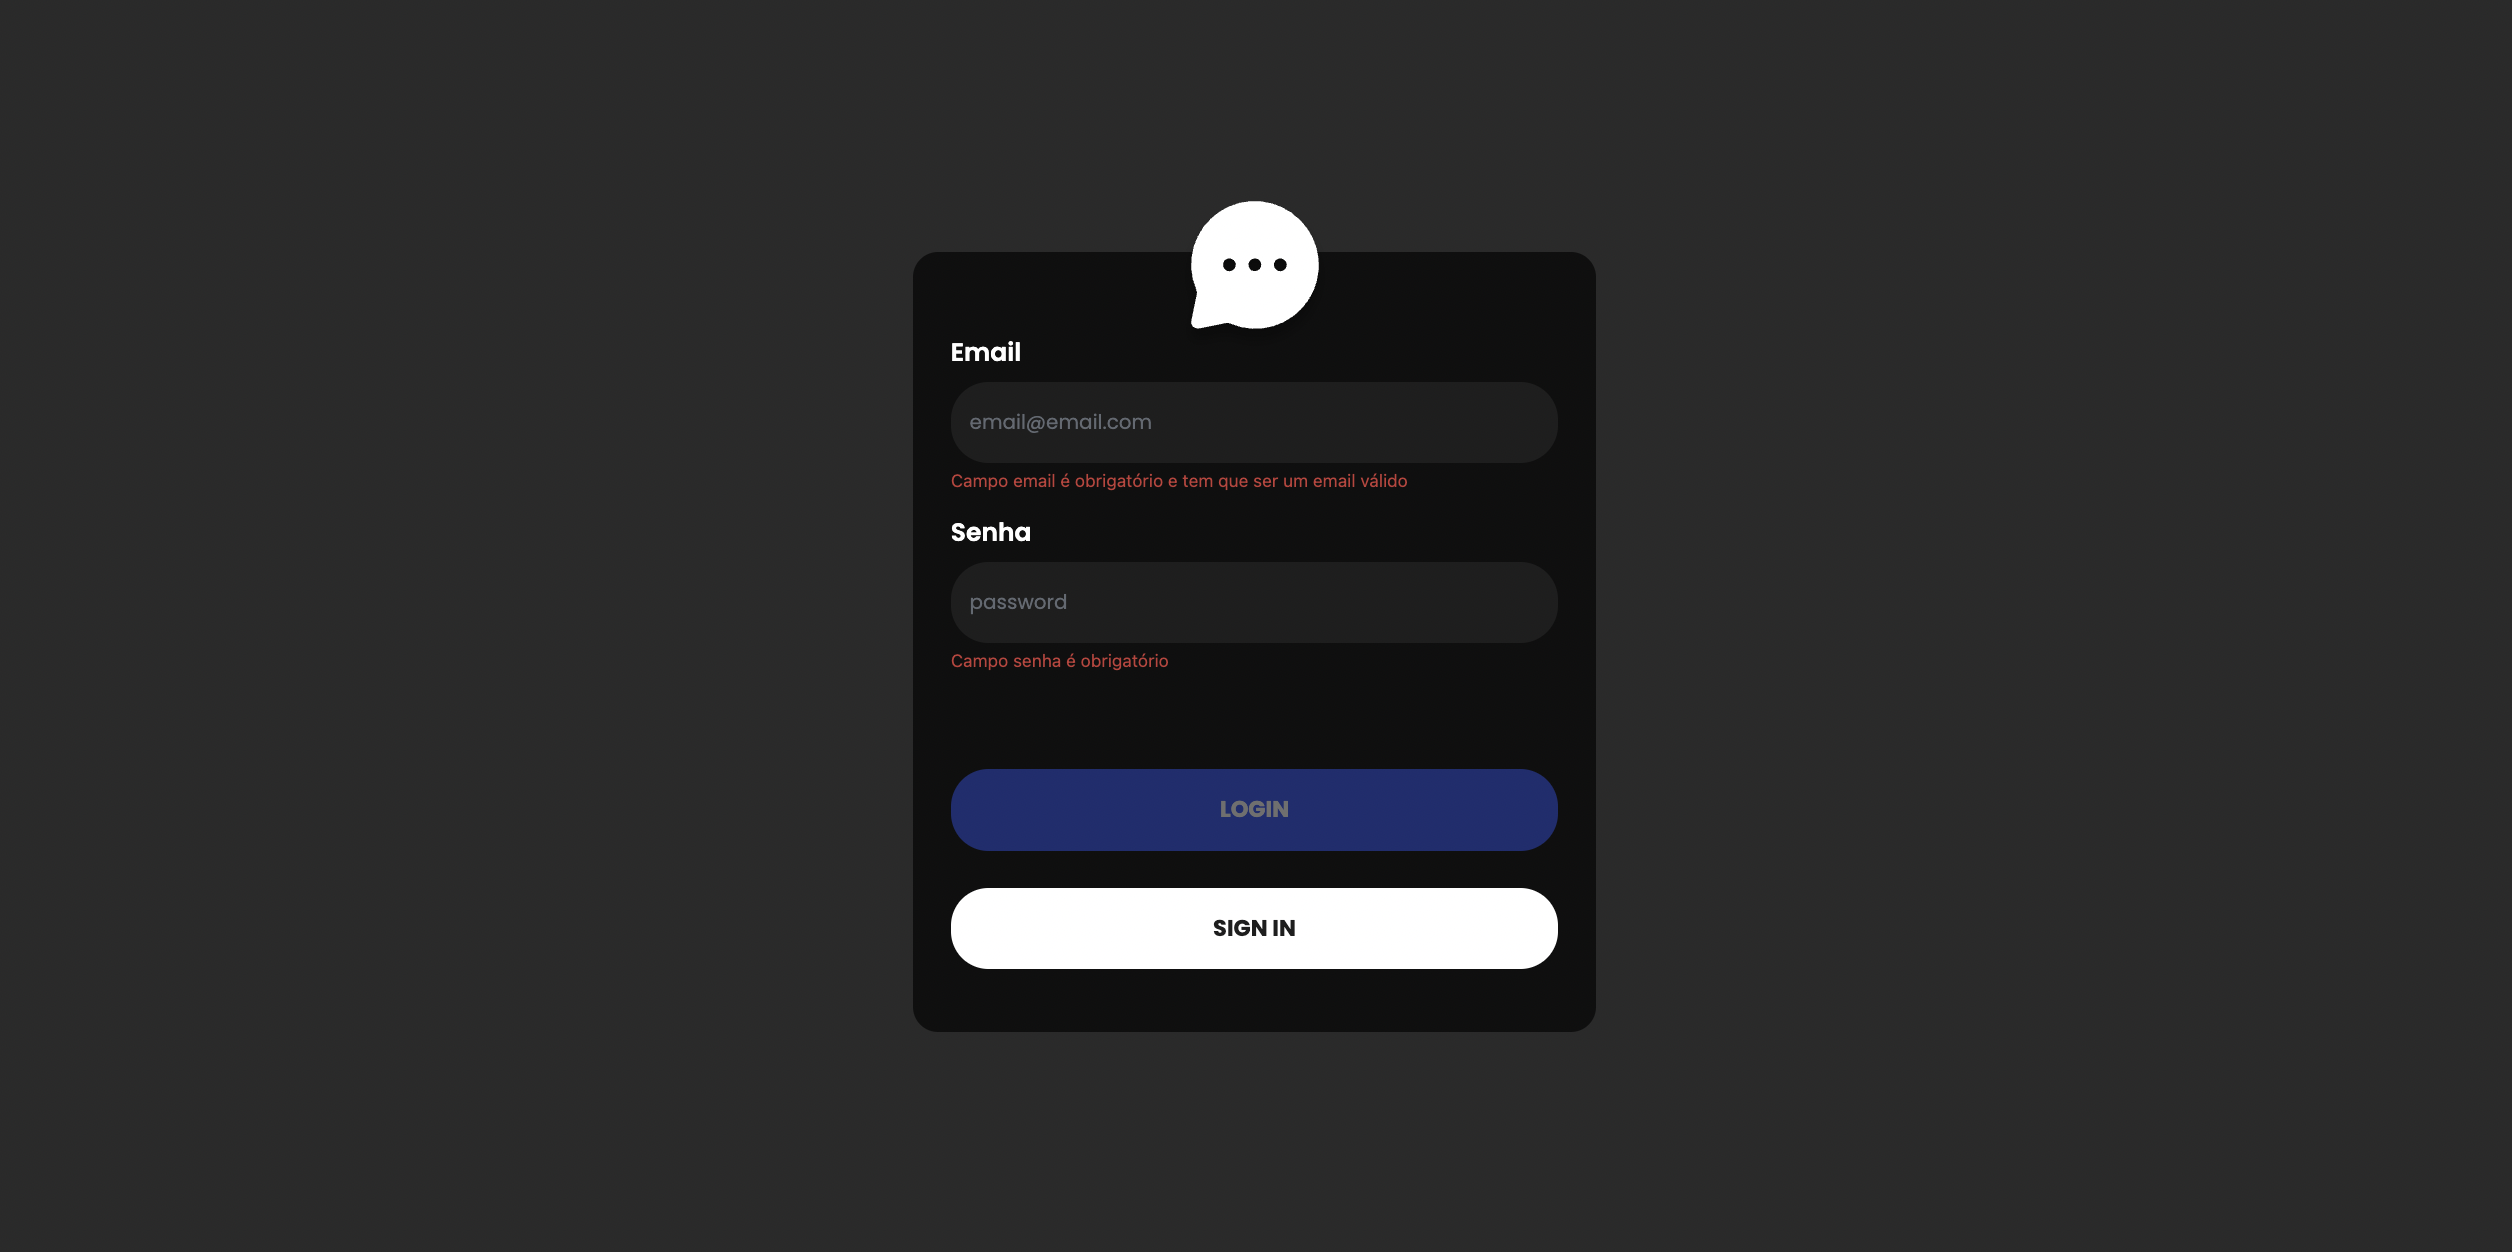 Email
email@email.com
Campo email é obrigatório e tem que ser um email válido
Senha
password
Campo senha é obrigatório
LOGIN
SIGN IN